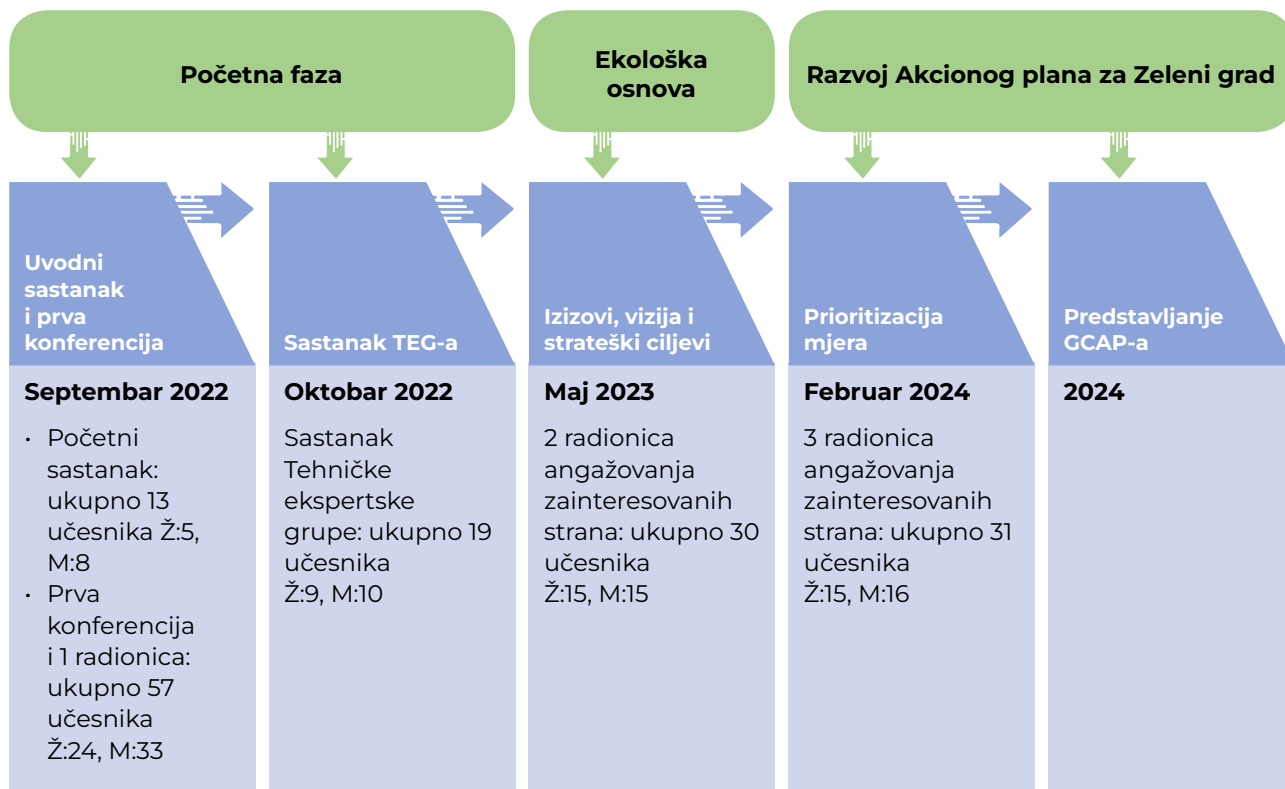 Početna faza
Ekološka
osnova
Razvoj Akcionog plana za Zeleni grad
Uvodni
sastanak
i prva
konferencija
Sastanak TEG-a
Izizovi, vizija i
strateški ciljevi
Prioritizacija
mjera
Predstavljanje
GCAP-a
Septembar 2022
• Početni
sastanak:
ukupno 13
učesnika Ž:5,
M:8
• Prva
konferencija
i 1 radionica:
ukupno 57
učesnika
Ž:24, M:33
Oktobar 2022
Sastanak
Tehničke
ekspertske
grupe: ukupno 19
učesnika
Ž:9, M:10
Maj 2023
2 radionica
angažovanja
zainteresovanih
strana: ukupno 30
učesnika
Ž:15, M:15
Februar 2024
3 radionica
angažovanja
zainteresovanih
strana: ukupno 31
učesnika
Ž:15, M:16
2024